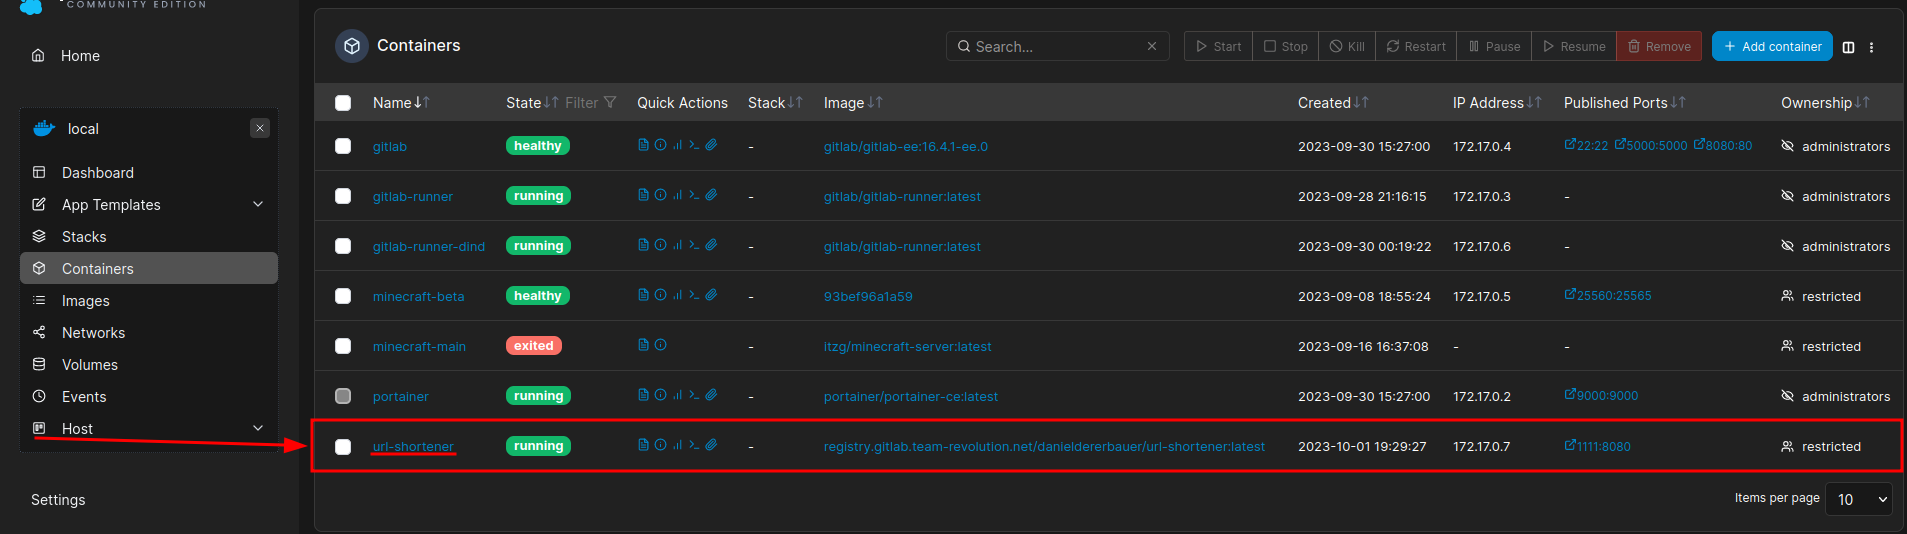 COMMUNITY EDITION
Home
local
Dashboard
App Templates
Stacks
Containers
Images
Networks
Volumes
Events
Host
Settings
Containers
Search...
Start
Stop
Kill
Restart
Pause
Resume
Remove
+ Add container
Name State Filter Quick Actions Stack Image Created IP Address Published Ports Ownership
gitlab healthy - gitlab/gitlab-ee:16.4.1-ee.0 2023-09-30 15:27:00 172.17.0.4 22:22 5000:5000 8080:80 administrators
gitlab-runner running - gitlab/gitlab-runner:latest 2023-09-28 21:16:15 172.17.0.3 - administrators
gitlab-runner-dind running - gitlab/gitlab-runner:latest 2023-09-30 00:19:22 172.17.0.6 - administrators
minecraft-beta healthy - 93bef96a1a59 2023-09-08 18:55:24 172.17.0.5 25560:25565 restricted
minecraft-main exited - itzg/minecraft-server:latest 2023-09-16 16:37:08 - - restricted
portainer running - portainer/portainer-ce:latest 2023-09-30 15:27:00 172.17.0.2 9000:9000 administrators
url-shortener running - registry.gitlab.team-revolution.net/danieldererbauer/url-shortener:latest 2023-10-01 19:29:27 172.17.0.7 1111:8080 restricted
Items per page 10